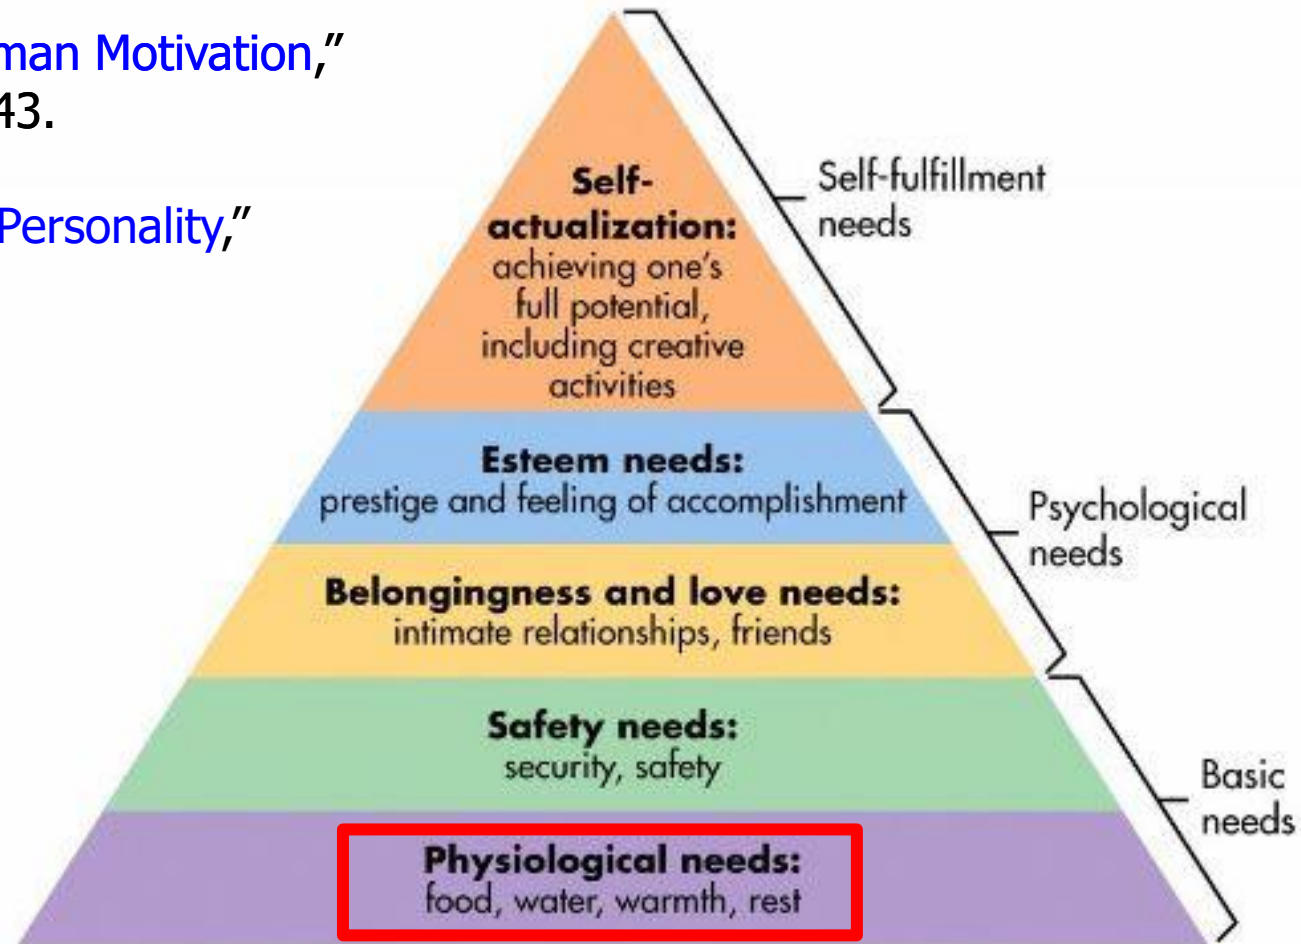 man Motivation,”
43.
Personality,”
Self-
actualization:
achieving one’s
full potential,
including creative
activities
Self-fulfillment
needs
Esteem needs:
prestige and feeling of accomplishment
Belongingness and love needs:
intimate relationships, friends
Psychological
needs
Safety needs:
security, safety
Physiological needs:
food, water, warmth, rest
Basic
needs